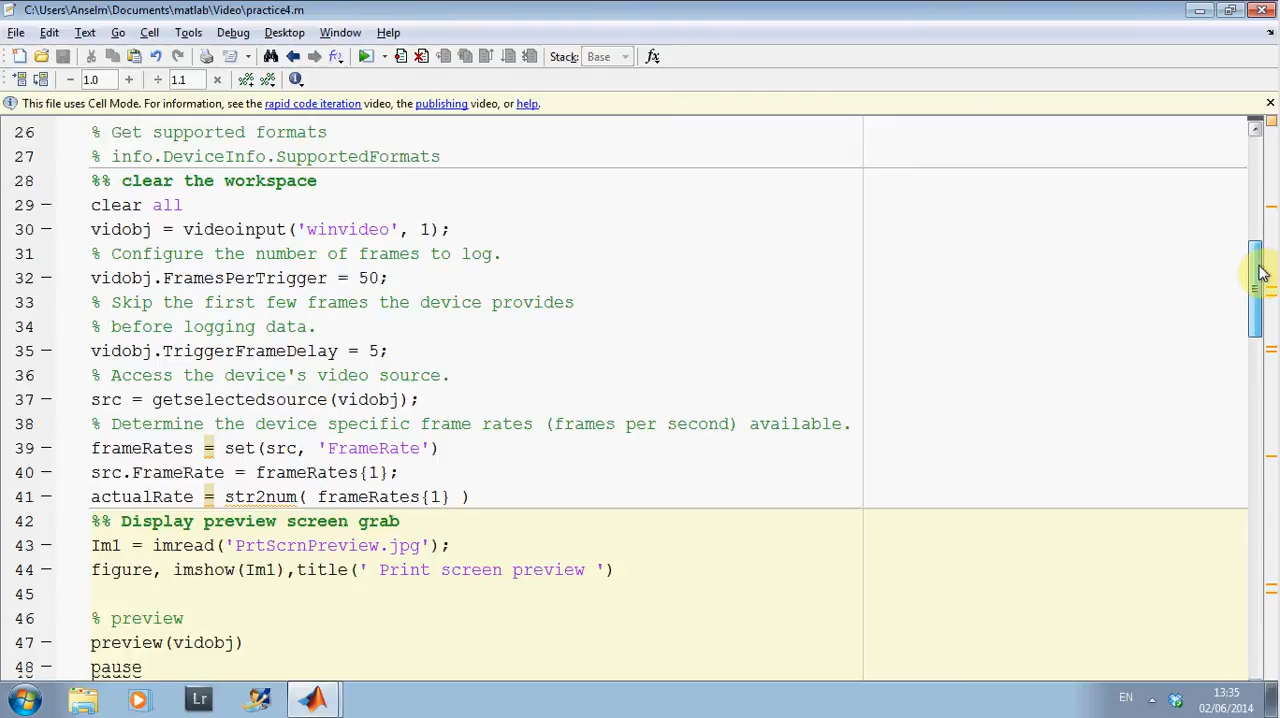 C:\Users\Anselm\Documents\matlab\Video\practice4.m
File Edit Text Go Cell Tools Debug Desktop Window Help
Stack: Base fx
1.0 1.1
This file uses Cell Mode. For information, see the rapid code iteration video, the publishing video, or help.
26 % Get supported formats
27 % info.DeviceInfo.SupportedFormats
28 %% clear the workspace
29 clear all
30 vidobj = videoinput('winvideo', 1);
31 % Configure the number of frames to log.
32 vidobj.FramesPerTrigger = 50;
33 % Skip the first few frames the device provides
34 % before logging data.
35 vidobj.TriggerFrameDelay = 5;
36 % Access the device's video source.
37 src = getselectedsource(vidobj);
38 % Determine the device specific frame rates (frames per second) available.
39 frameRates = set(src, 'FrameRate')
40 src.FrameRate = frameRates{1};
41 actualRate = str2num( frameRates{1} )
42 %% Display preview screen grab
43 Im1 = imread('PrtScrnPreview.jpg');
44 figure, imshow(Im1),title(' Print screen preview ')
45
46 % preview
47 preview(vidobj)
48 pause
Lr EN 13:35
02/06/2014